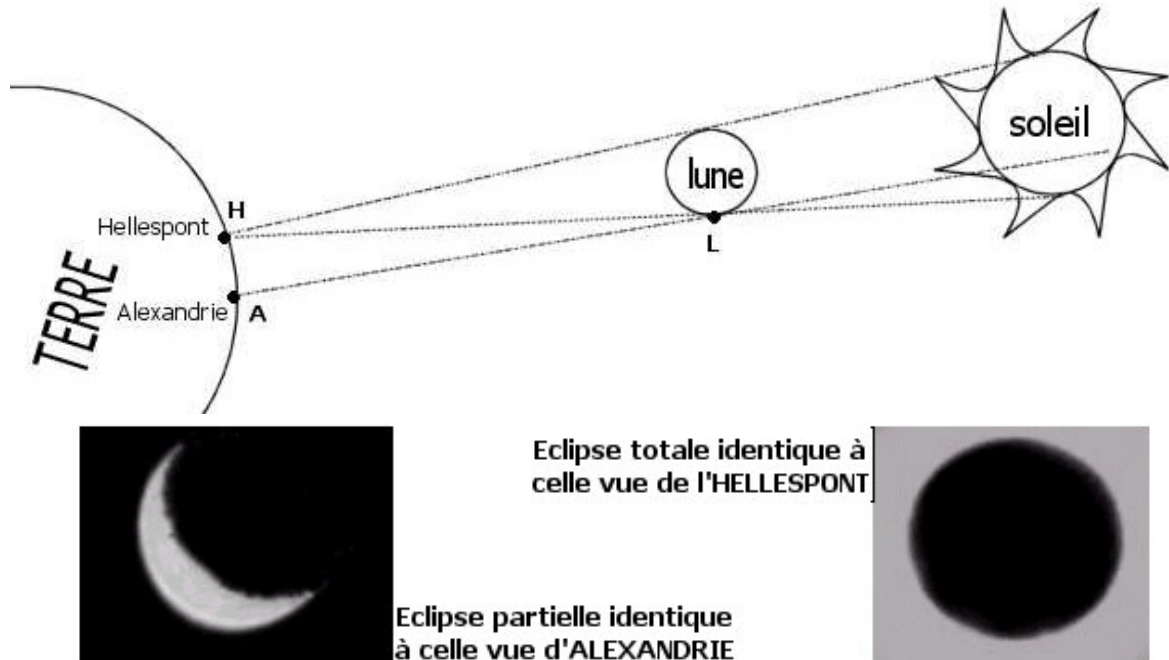 soleil
lune
H
Hellespont
L
TERRE
Alexandrie
A
Eclipse totale identique à
celle vue de l'HELLESPONT
Eclipse partielle identique
à celle vue d'ALEXANDRIE